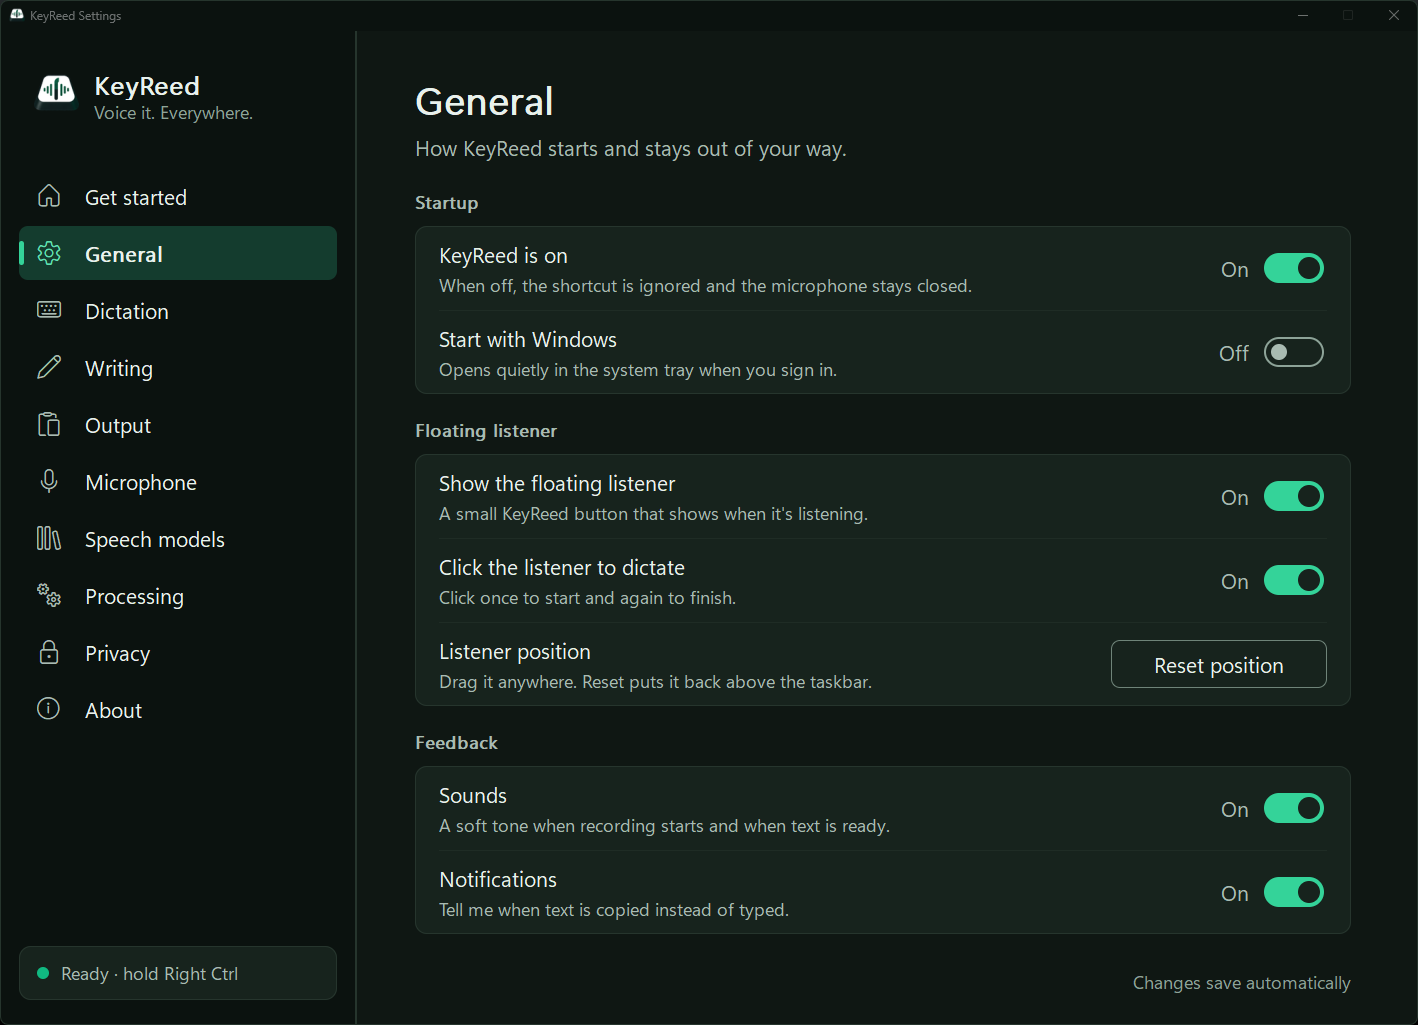 KeyReed Settings
KeyReed
Voice it. Everywhere.
Get started
General
Dictation
Writing
Output
Microphone
Speech models
Processing
Privacy
About
Ready · hold Right Ctrl
General
How KeyReed starts and stays out of your way.
Startup
KeyReed is on
When off, the shortcut is ignored and the microphone stays closed.
On
Start with Windows
Opens quietly in the system tray when you sign in.
Off
Floating listener
Show the floating listener
A small KeyReed button that shows when it's listening.
On
Click the listener to dictate
Click once to start and again to finish.
On
Listener position
Drag it anywhere. Reset puts it back above the taskbar.
Reset position
Feedback
Sounds
A soft tone when recording starts and when text is ready.
On
Notifications
Tell me when text is copied instead of typed.
On
Changes save automatically